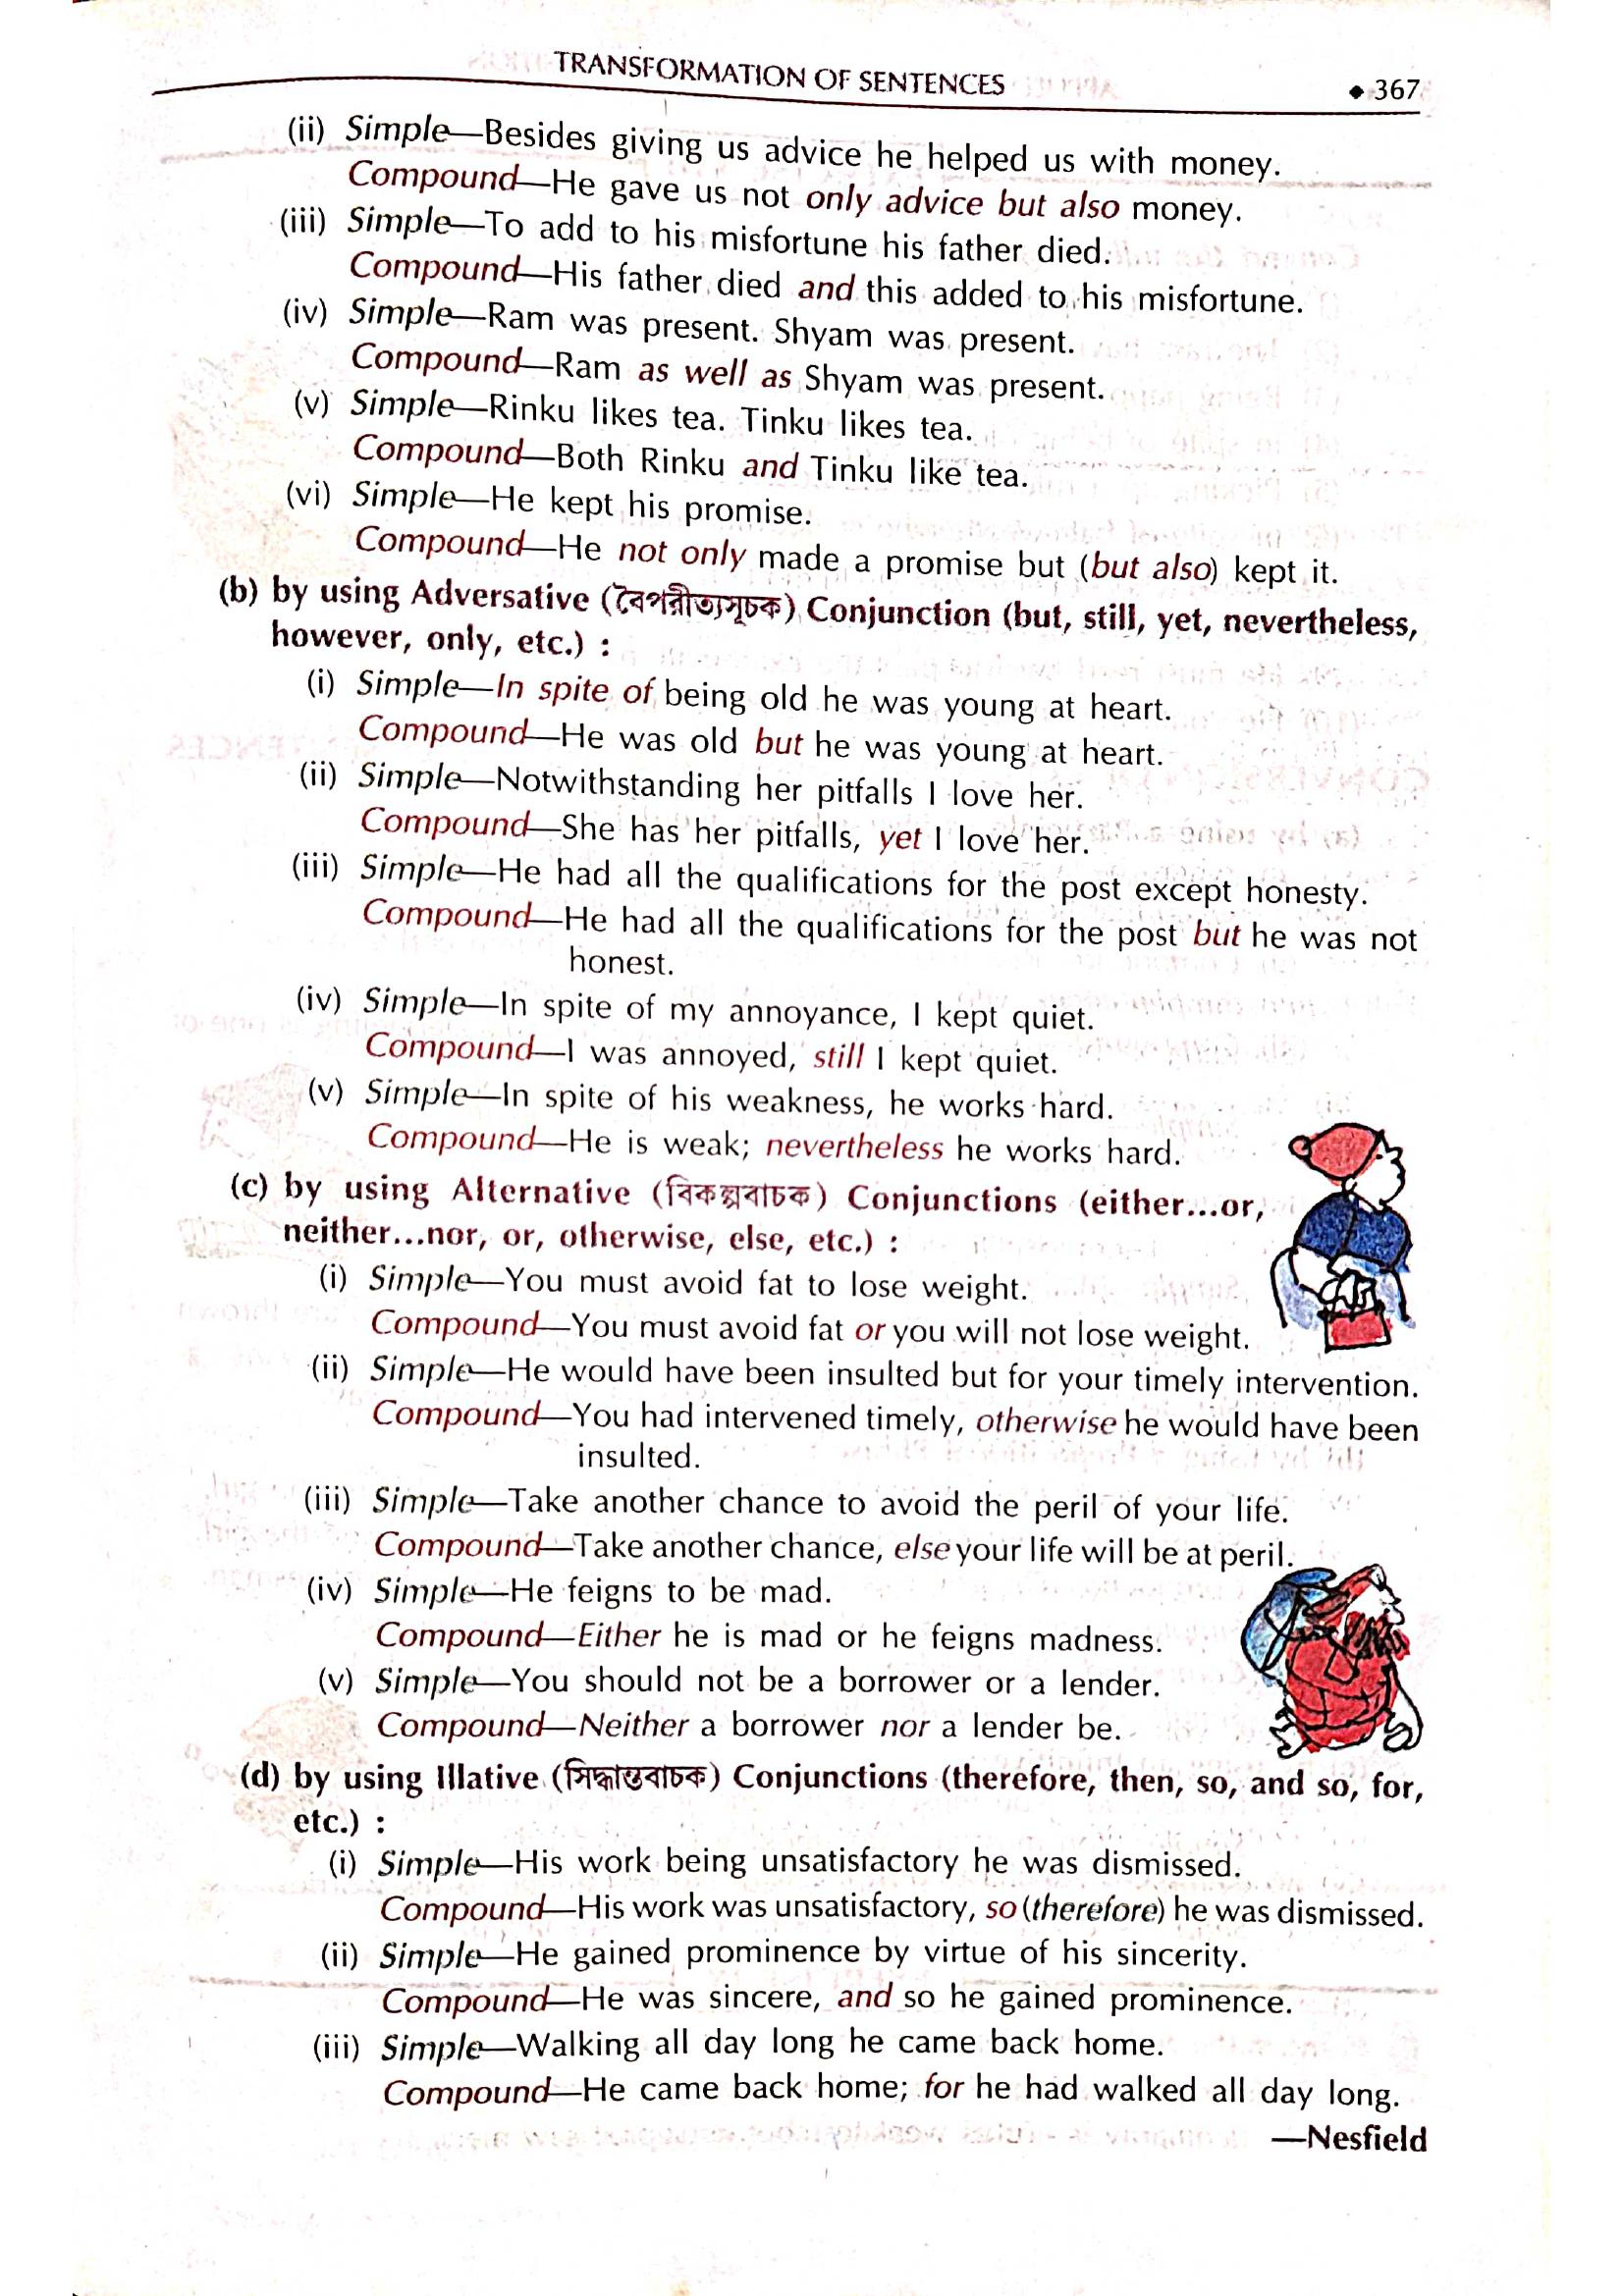 TRANSFORMATION OF SENTENCES
◆ 367
(ii) Simple—Besides giving us advice he helped us with money.
Compound—He gave us not only advice but also money.
(iii) Simple—To add to his misfortune his father died.
Compound—His father died and this added to his misfortune.
(iv) Simple—Ram was present. Shyam was present.
Compound—Ram as well as Shyam was present.
(v) Simple—Rinku likes tea. Tinku likes tea.
Compound—Both Rinku and Tinku like tea.
(vi) Simple—He kept his promise.
Compound—He not only made a promise but (but also) kept it.
(b) by using Adversative (বৈপরীত্যসূচক) Conjunction (but, still, yet, nevertheless,
however, only, etc.) :
(i) Simple—In spite of being old he was young at heart.
Compound—He was old but he was young at heart.
(ii) Simple—Notwithstanding her pitfalls I love her.
Compound—She has her pitfalls, yet I love her.
(iii) Simple—He had all the qualifications for the post except honesty.
Compound—He had all the qualifications for the post but he was not
honest.
(iv) Simple—In spite of my annoyance, I kept quiet.
Compound—I was annoyed, still I kept quiet.
(v) Simple—In spite of his weakness, he works hard.
Compound—He is weak; nevertheless he works hard.
(c) by using Alternative (বিকল্পবাচক) Conjunctions (either...or,
neither...nor, or, otherwise, else, etc.) :
(i) Simple—You must avoid fat to lose weight.
Compound—You must avoid fat or you will not lose weight.
(ii) Simple—He would have been insulted but for your timely intervention.
Compound—You had intervened timely, otherwise he would have been
insulted.
(iii) Simple—Take another chance to avoid the peril of your life.
Compound—Take another chance, else your life will be at peril.
(iv) Simple—He feigns to be mad.
Compound—Either he is mad or he feigns madness.
(v) Simple—You should not be a borrower or a lender.
Compound—Neither a borrower nor a lender be.
(d) by using Illative (সিদ্ধান্তবাচক) Conjunctions (therefore, then, so, and so, for,
etc.) :
(i) Simple—His work being unsatisfactory he was dismissed.
Compound—His work was unsatisfactory, so (therefore) he was dismissed.
(ii) Simple—He gained prominence by virtue of his sincerity.
Compound—He was sincere, and so he gained prominence.
(iii) Simple—Walking all day long he came back home.
Compound—He came back home; for he had walked all day long.
—Nesfield